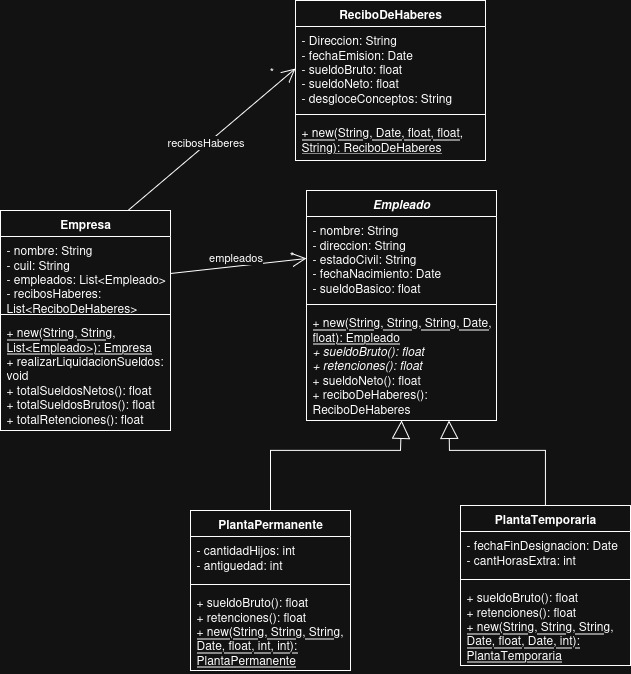 ReciboDeHaberes
- Direccion: String
- fechaEmision: Date
- sueldoBruto: float
- sueldoNeto: float
- desgloceConceptos: String
+ new(String, Date, float, float,
String): ReciboDeHaberes
*
recibosHaberes
Empresa
- nombre: String
- cuil: String
- empleados: List<Empleado>
- recibosHaberes:
List<ReciboDeHaberes>
+ new(String, String,
List<Empleado>): Empresa
+ realizarLiquidacionSueldos:
void
+ totalSueldosNetos(): float
+ totalSueldosBrutos(): float
+ totalRetenciones(): float
empleados
*
Empleado
- nombre: String
- direccion: String
- estadoCivil: String
- fechaNacimiento: Date
- sueldoBasico: float
+ new(String, String, String, Date,
float): Empleado
+ sueldoBruto(): float
+ retenciones(): float
+ sueldoNeto(): float
+ reciboDeHaberes():
ReciboDeHaberes
PlantaPermanente
- cantidadHijos: int
- antiguedad: int
+ sueldoBruto(): float
+ retenciones(): float
+ new(String, String, String,
Date, float, int, int):
PlantaPermanente
PlantaTemporaria
- fechaFinDesignacion: Date
- cantHorasExtra: int
+ sueldoBruto(): float
+ retenciones(): float
+ new(String, String, String,
Date, float, Date, int):
PlantaTemporaria